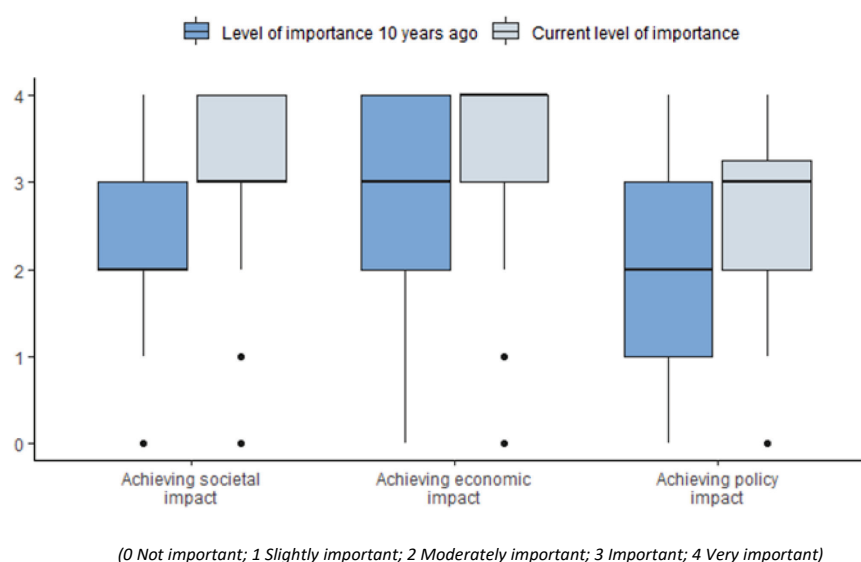 Level of importance 10 years ago Current level of importance
4
3
2
1
0
Achieving societal impact
Achieving economic impact
Achieving policy impact
(0 Not important; 1 Slightly important; 2 Moderately important; 3 Important; 4 Very important)